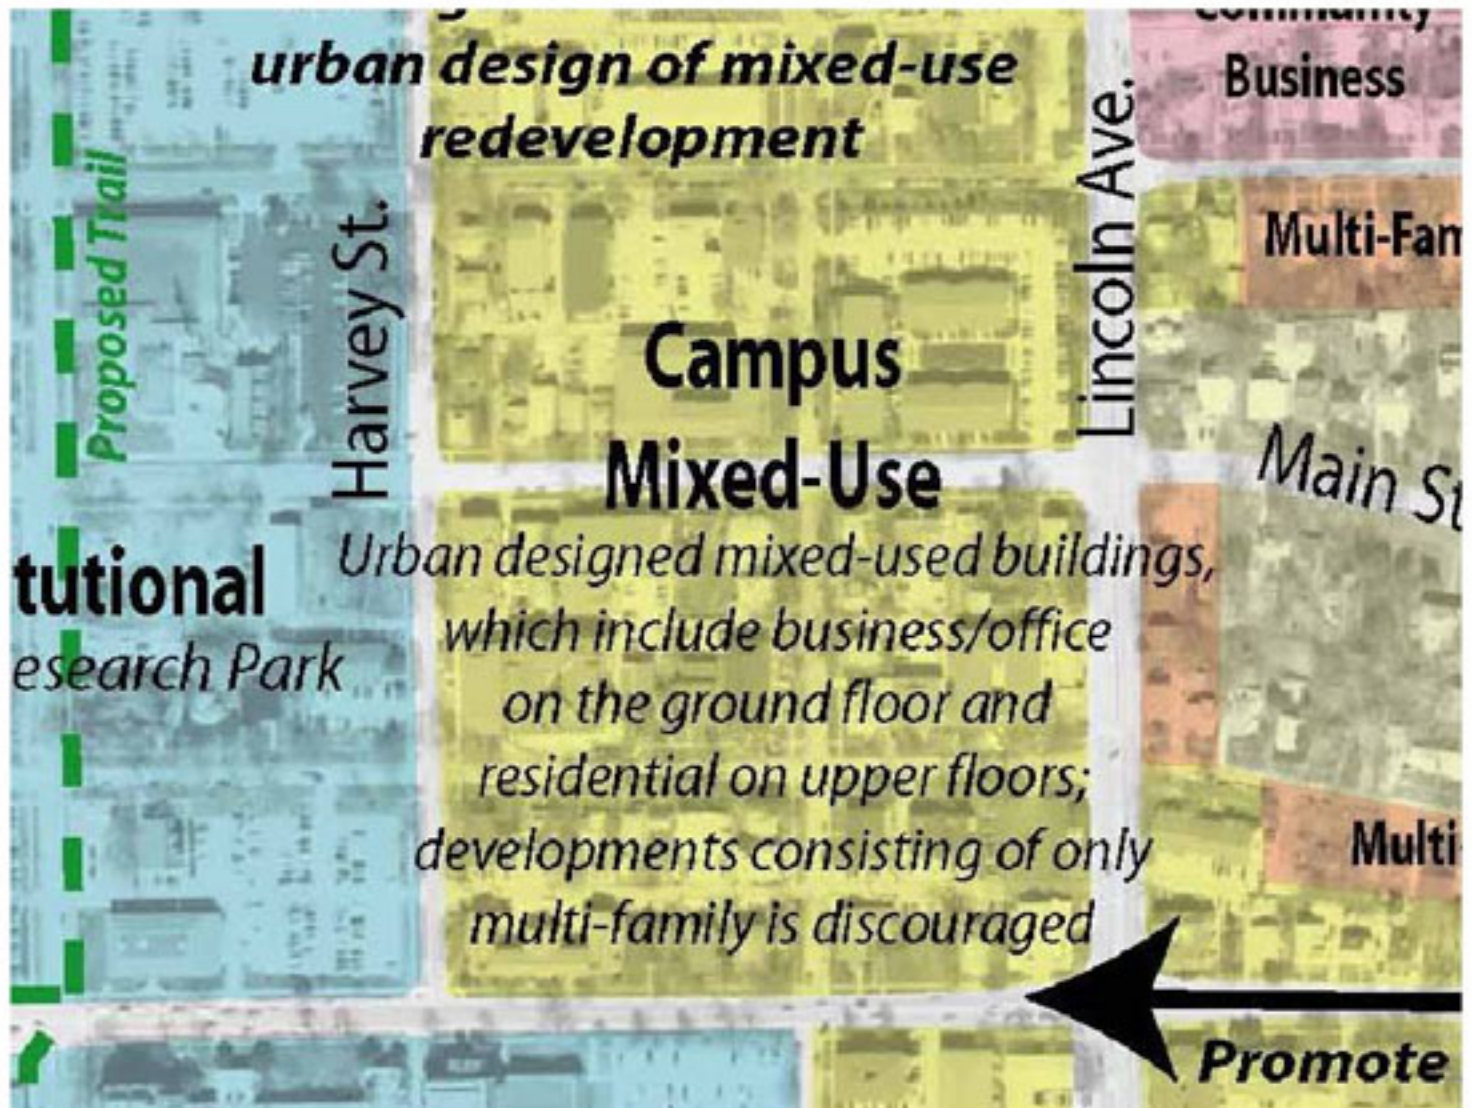 Community
Business
urban design of mixed-use
redevelopment
Proposed Trail
Harvey St.
Lincoln Ave.
Multi-Fam
Campus
Mixed-Use
Main St
Urban designed mixed-used buildings,
which include business/office
on the ground floor and
residential on upper floors;
developments consisting of only
multi-family is discouraged
tutional
esearch Park
Multi-
Promote